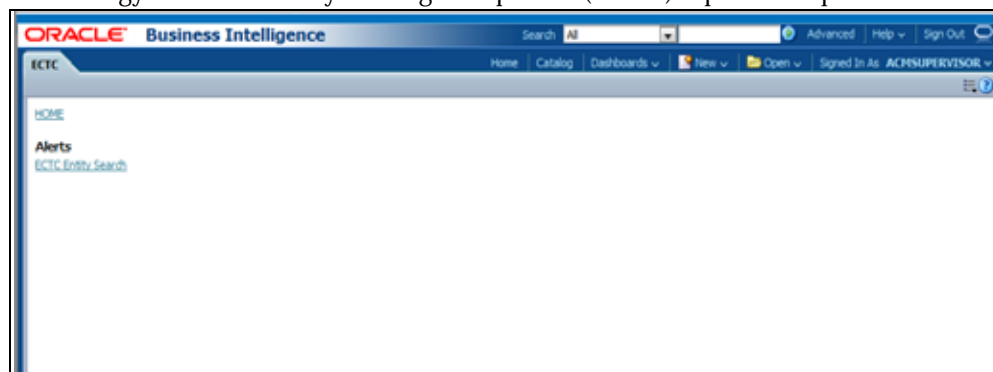 ORACLE Business Intelligence Search All Advanced Help Sign Out
ECTC Home Catalog Dashboards New Open Signed In As ACMSUPERVISOR
HOME
Alerts
ECTC Entity Search